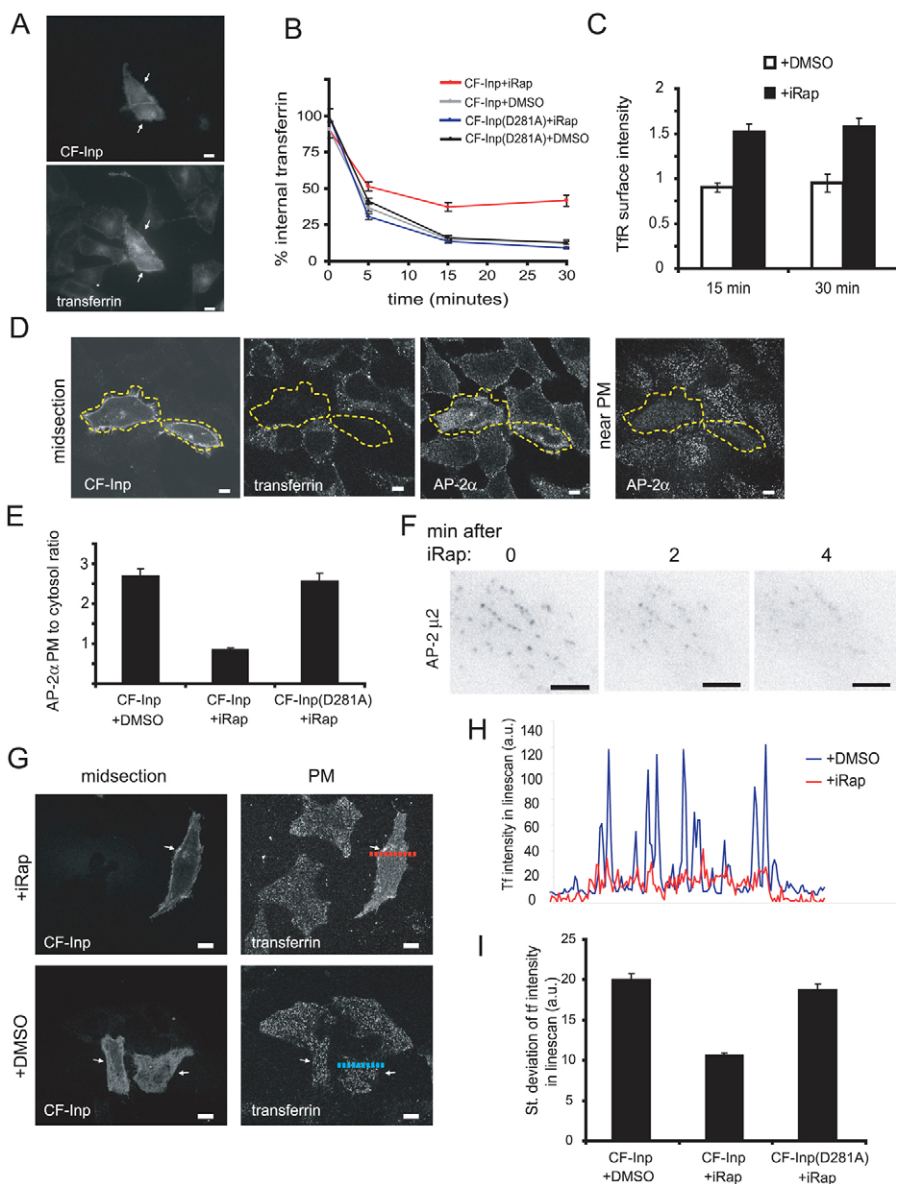 A
CF-Inp
transferrin
B
CF-Inp+iRap
CF-Inp+DMSO
CF-Inp(D281A)+iRap
CF-Inp(D281A)+DMSO
% internal transferrin
100
75
50
25
0
0 5 10 15 20 25 30
time (minutes)
C
+DMSO
+iRap
TfR surface intensity
2
1.5
1
0.5
0
15 min 30 min
D
midsection
CF-Inp
transferrin
AP-2α
near PM
AP-2α
E
AP-2α PM to cytosol ratio
3
2
1
CF-Inp
+DMSO
CF-Inp
+iRap
CF-Inp(D281A)
+iRap
F
min after
iRap: 0 2 4
AP-2 μ2
G
midsection PM
+iRap
CF-Inp
transferrin
+DMSO
CF-Inp
transferrin
H
Tf intensity in linescan (a.u.)
140
120
100
80
60
40
20
0
+DMSO
+iRap
I
St. deviation of tf intensity
in linescan (a.u.)
25
20
15
10
5
0
CF-Inp
+DMSO
CF-Inp
+iRap
CF-Inp(D281A)
+iRap